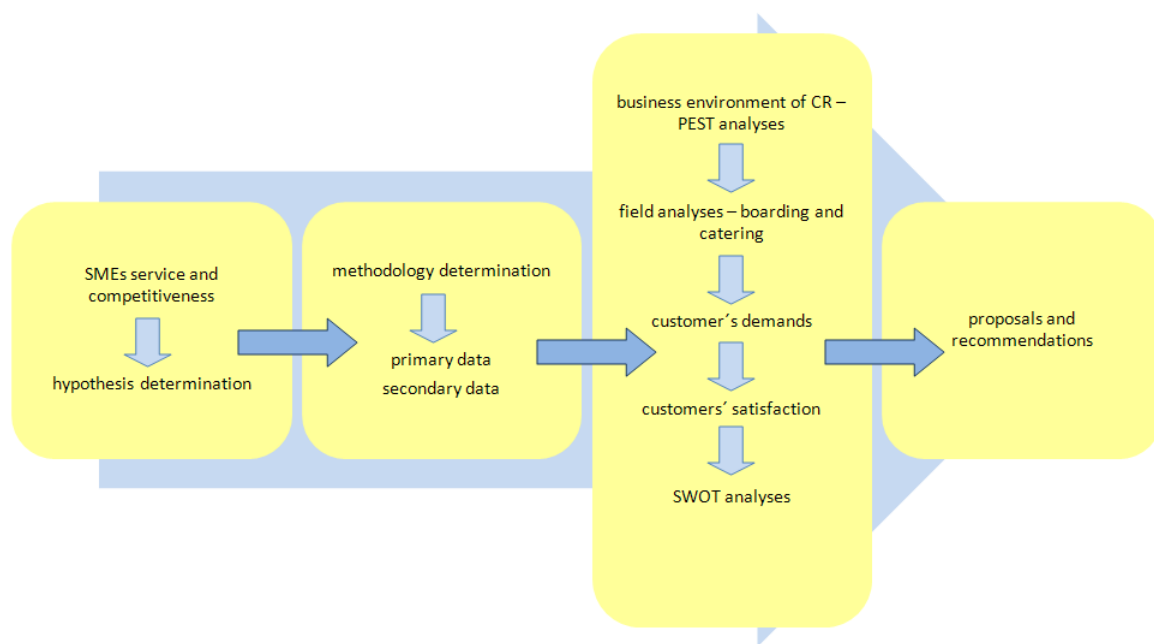 SMEs service and
competitiveness
hypothesis determination
methodology determination
primary data
secondary data
business environment of CR –
PEST analyses
field analyses – boarding and
catering
customer´s demands
customers´ satisfaction
SWOT analyses
proposals and
recommendations